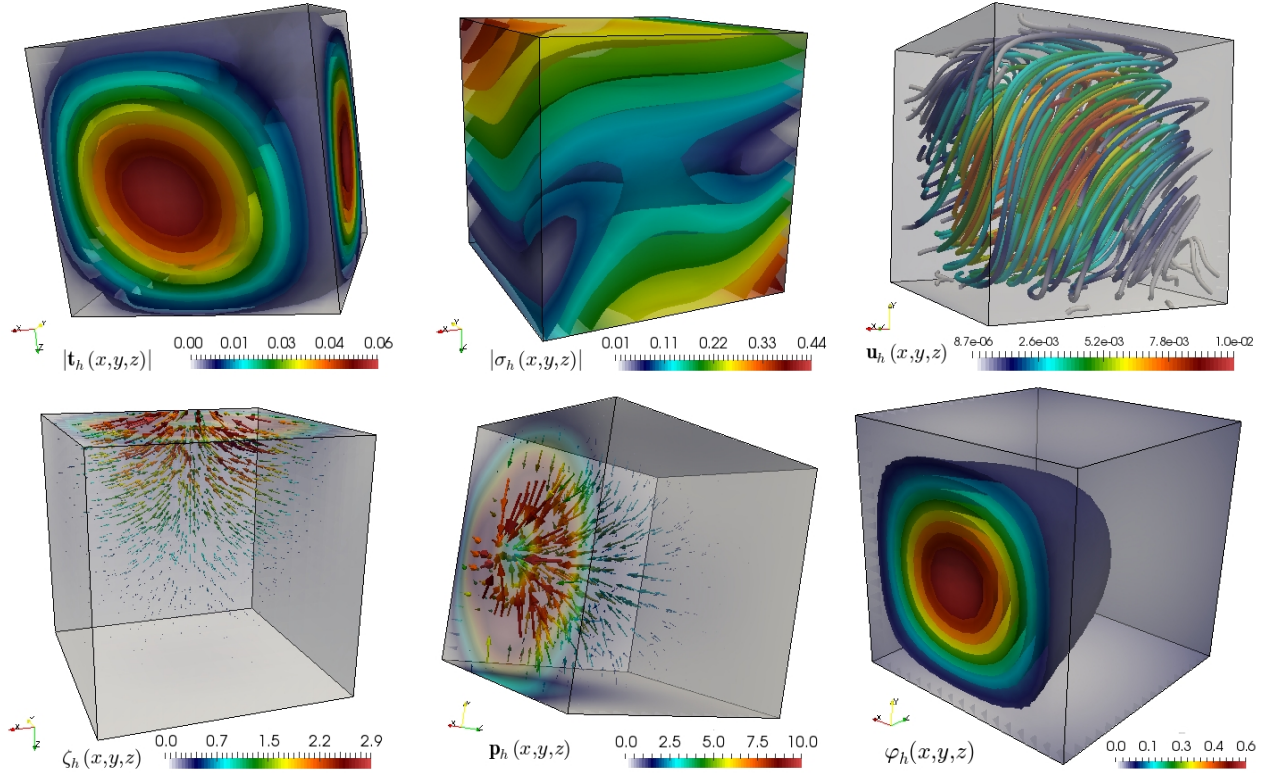 0.00 0.01 0.03 0.04 0.06
|t_h (x,y,z)|
0.01 0.11 0.22 0.33 0.44
|σ_h (x,y,z)|
8.7e-06 2.6e-03 5.2e-03 7.8e-03 1.0e-02
u_h (x,y,z)
0.0 0.7 1.5 2.2 2.9
ζ_h (x,y,z)
0.0 2.5 5.0 7.5 10.0
p_h (x,y,z)
0.0 0.1 0.3 0.4 0.6
φ_h(x,y,z)